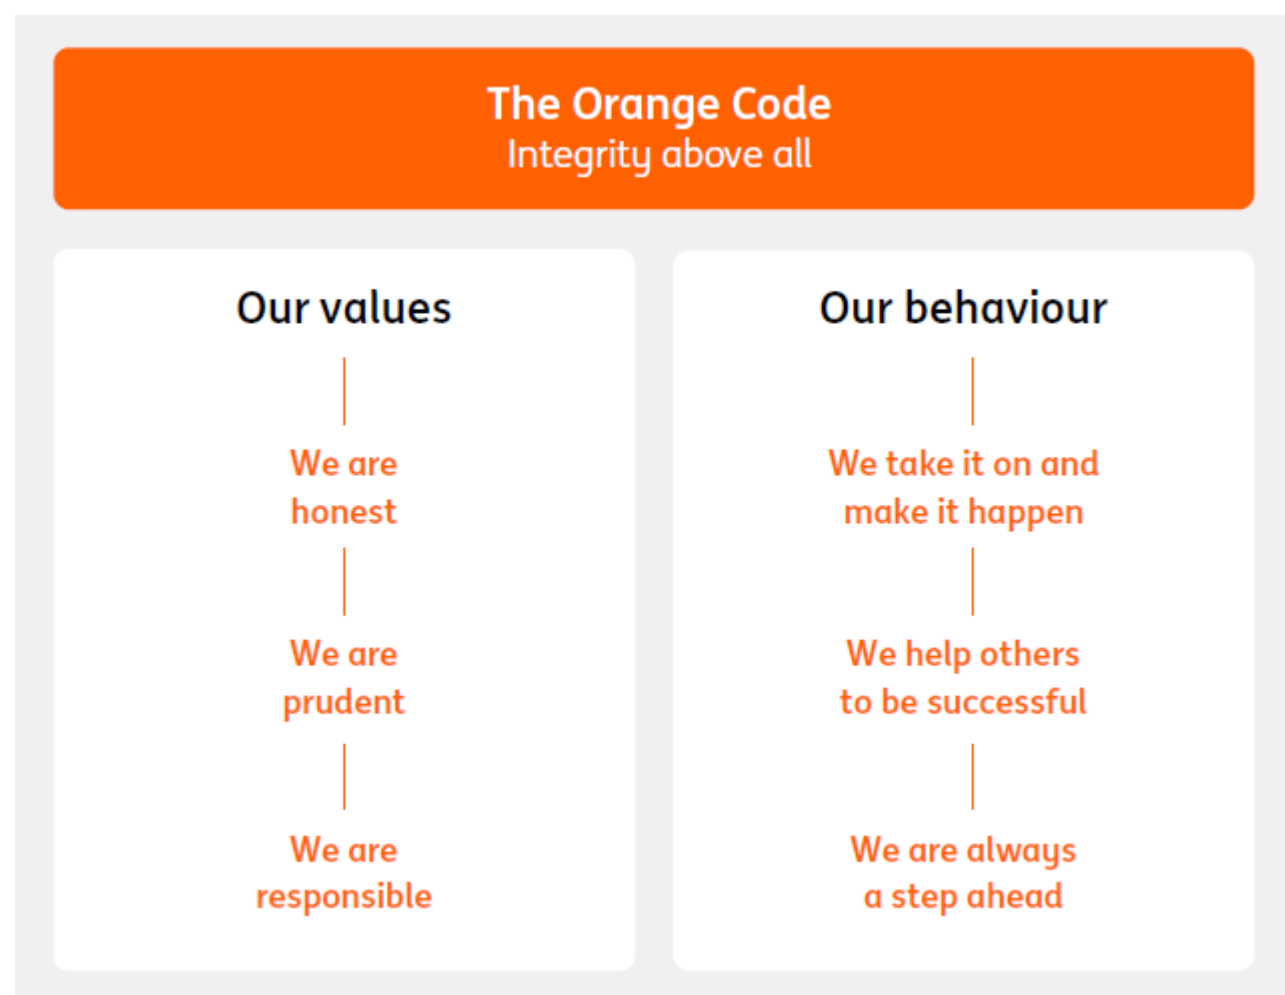 The Orange Code
Integrity above all
Our values
We are
honest
We are
prudent
We are
responsible
Our behaviour
We take it on and
make it happen
We help others
to be successful
We are always
a step ahead